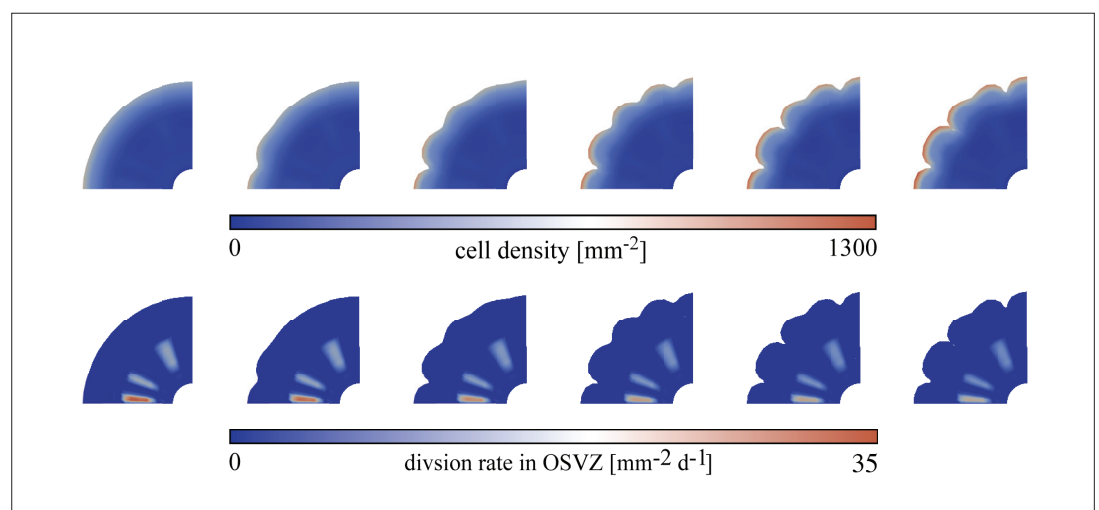 0 cell density [mm-2] 1300
0 divsion rate in OSVZ [mm-2 d-1] 35